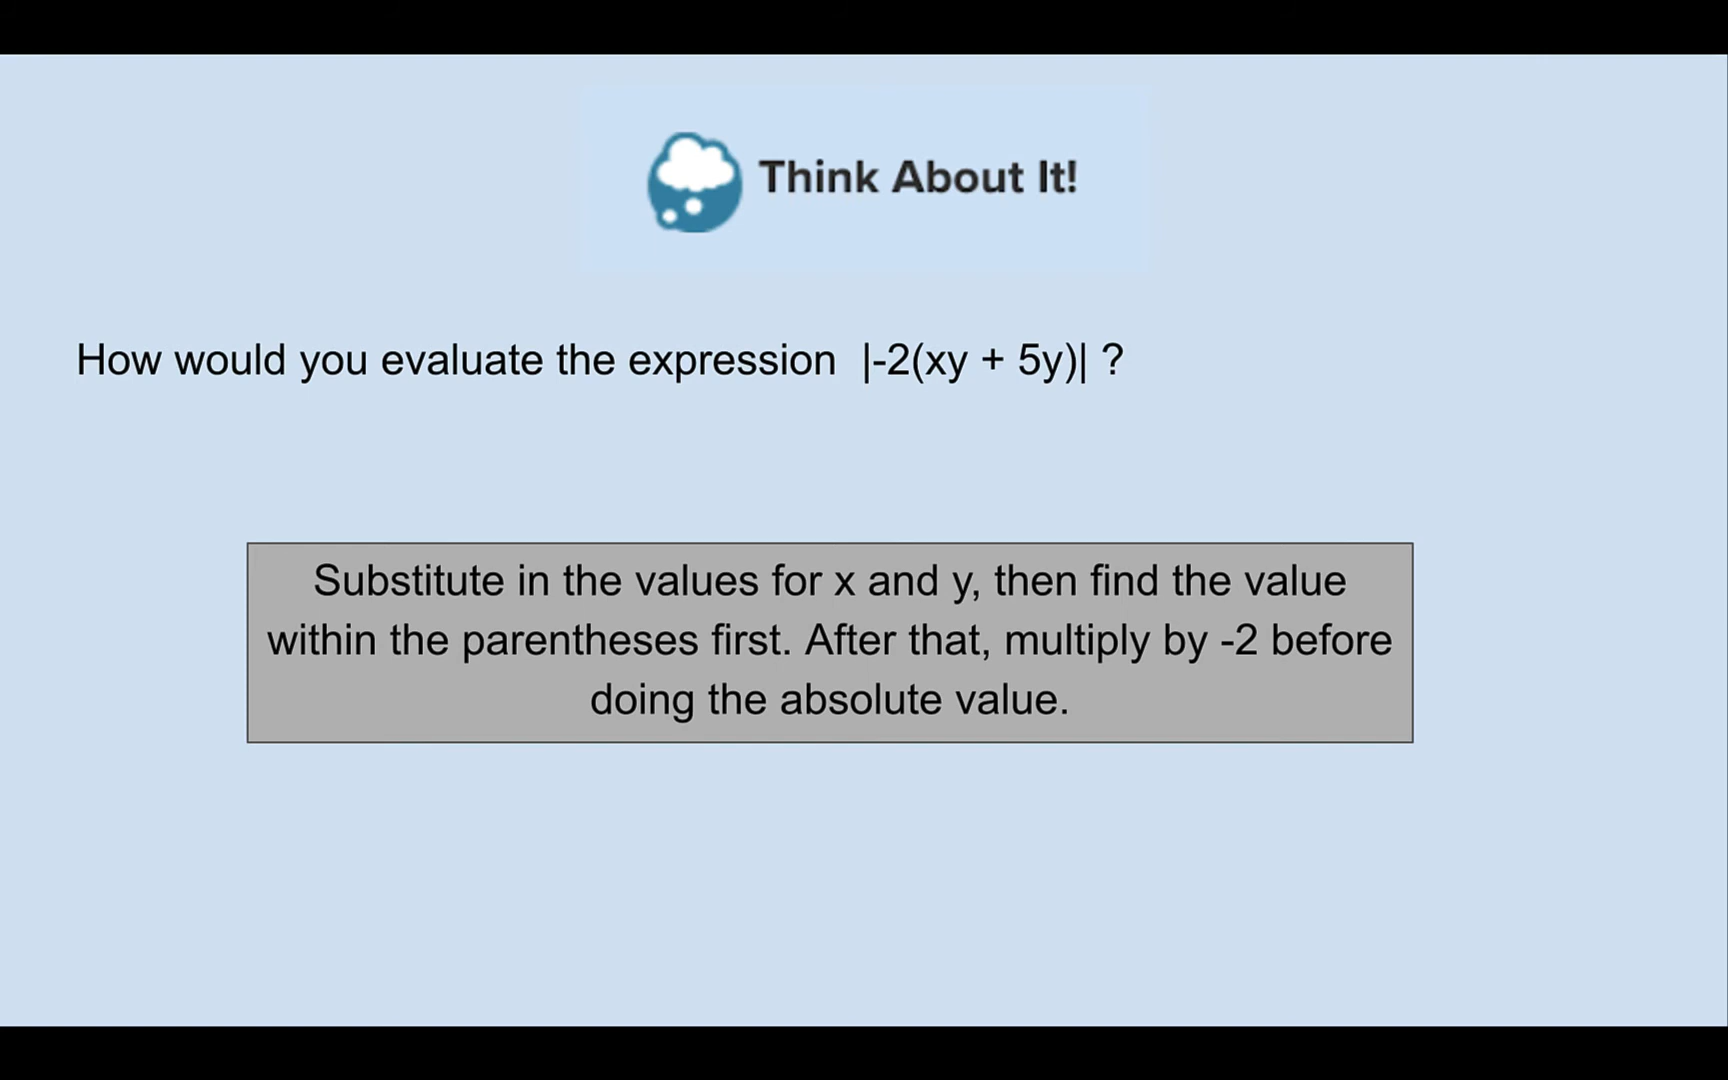 Think About It!
How would you evaluate the expression |-2(xy + 5y)| ?
Substitute in the values for x and y, then find the value
within the parentheses first. After that, multiply by -2 before
doing the absolute value.